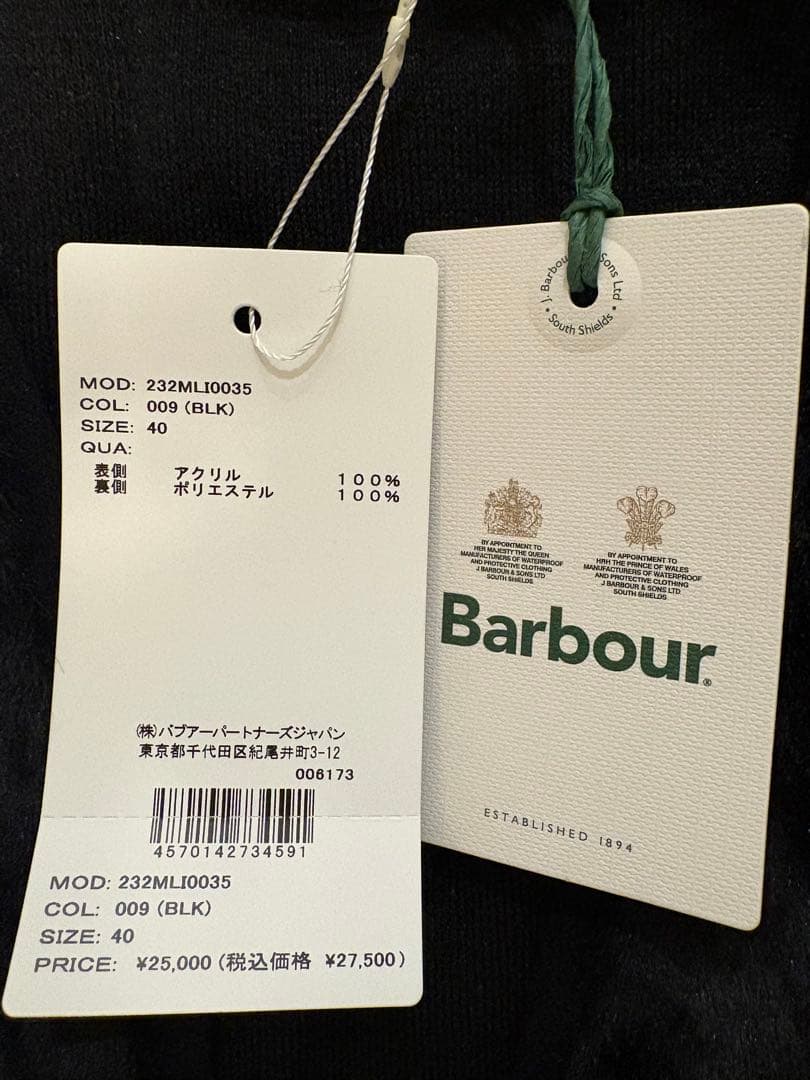 MOD: 232MLI0035
COL: 009 (BLK)
SIZE: 40
QUA:
表側 アクリル 100%
裏側 ポリエステル 100%
(株)バブアーパートナーズジャパン
東京都千代田区紀尾井町3-12
006173
4570142734591
MOD: 232MLI0035
COL: 009 (BLK)
SIZE: 40
PRICE: ¥25,000 (税込価格 ¥27,500)
J. Barbour Sons Ltd
South Shields
BY APPOINTMENT TO
HER MAJESTY THE QUEEN
MANUFACTURERS OF WATERPROOF
AND PROTECTIVE CLOTHING
J BARBOUR & SONS LTD
SOUTH SHIELDS
BY APPOINTMENT TO
HRH THE PRINCE OF WALES
MANUFACTURERS OF WATERPROOF
AND PROTECTIVE CLOTHING
J BARBOUR & SONS LTD
SOUTH SHIELDS
Barbour®
ESTABLISHED 1894